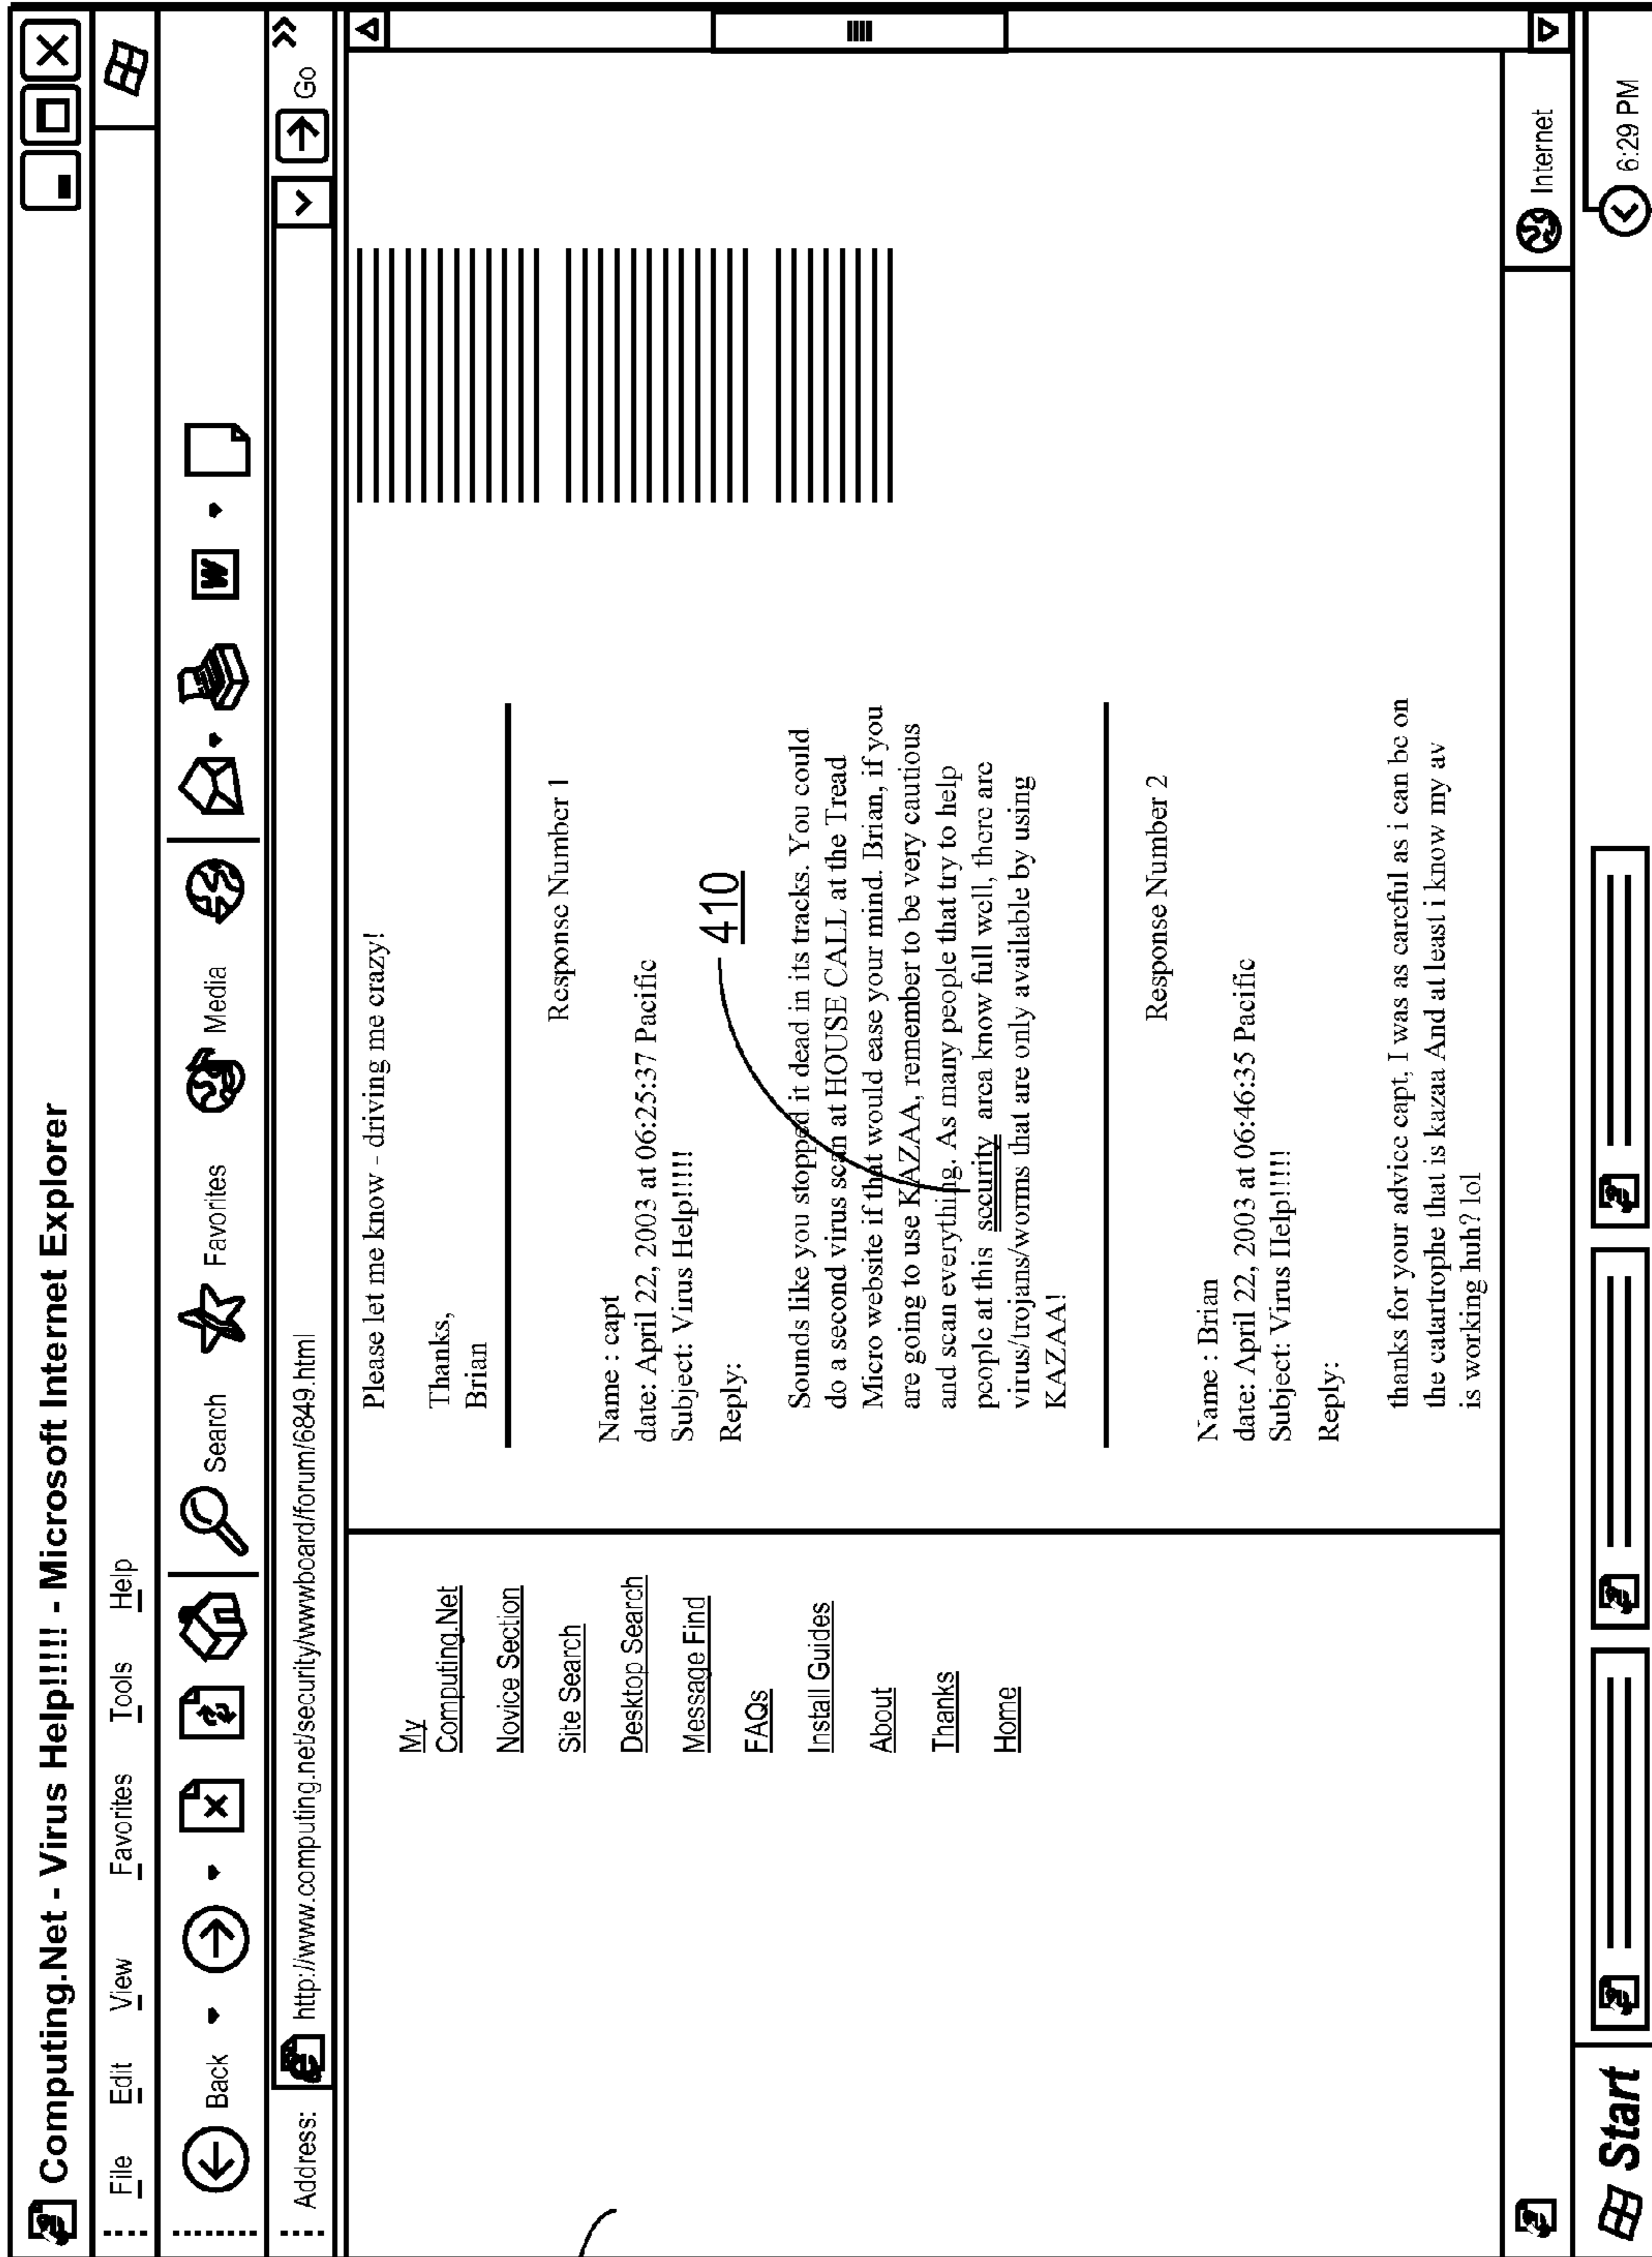 Computing.Net - Virus Help!!!!! - Microsoft Internet Explorer
File Edit View Favorites Tools Help
Back Search Favorites Media W
Address: http://www.computing.net/security/wwboard/forum/6849.html Go
My
Computing.Net
Novice Section
Site Search
Desktop Search
Message Find
FAQs
Install Guides
About
Thanks
Home
Please let me know - driving me crazy!
Thanks,
Brian
Response Number 1
Name : capt
date: April 22, 2003 at 06:25:37 Pacific
Subject: Virus Help!!!!!
Reply:
410
Sounds like you stopped it dead in its tracks. You could
do a second virus scan at HOUSE CALL at the Tread
Micro website if that would ease your mind. Brian, if you
are going to use KAZAA, remember to be very cautious
and scan everything. As many people that try to help
people at this security area know full well, there are
virus/trojans/worms that are only available by using
KAZAA!
Response Number 2
Name : Brian
date: April 22, 2003 at 06:46:35 Pacific
Subject: Virus Help!!!!!
Reply:
thanks for your advice capt, I was as careful as i can be on
the catartrophe that is kazaa And at least i know my av
is working huh? lol
Internet
Start
6:29 PM